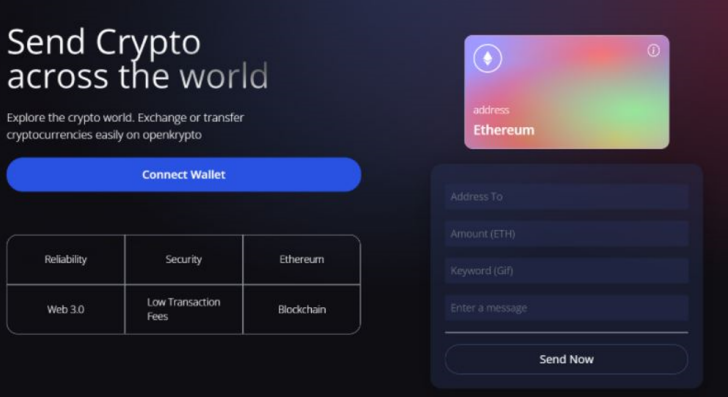 Send Crypto
across the world
Explore the crypto world. Exchange or transfer
cryptocurrencies easily on openkrypto
Connect Wallet
Reliability
Security
Ethereum
Web 3.0
Low Transaction
Fees
Blockchain
address
Ethereum
Address To
Amount (ETH)
Keyword (Gif)
Enter a message
Send Now